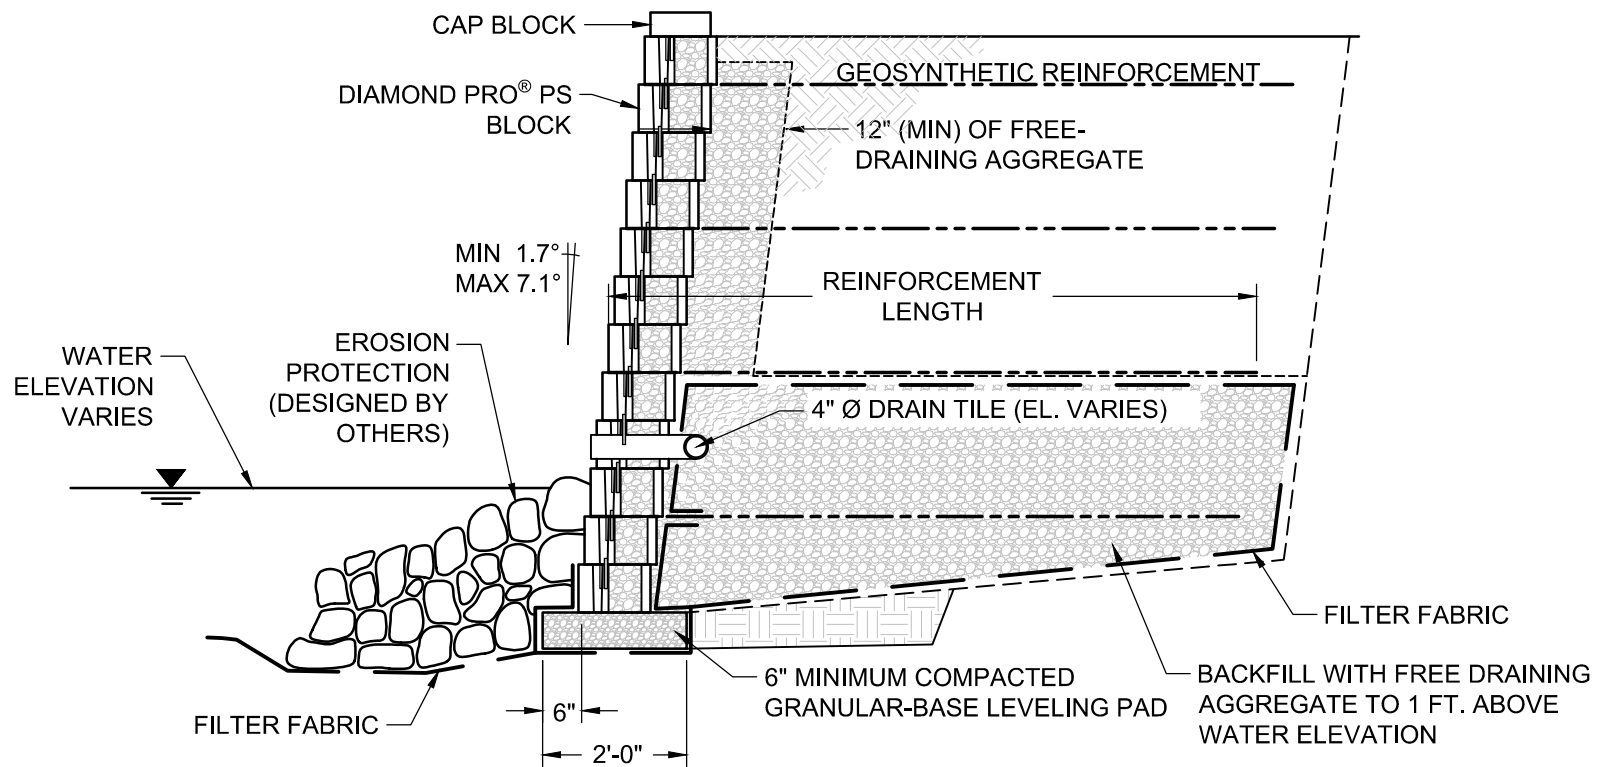 CAP BLOCK
DIAMOND PRO® PS
BLOCK
GEOSYNTHETIC REINFORCEMENT
12" (MIN) OF FREE-
DRAINING AGGREGATE
MIN 1.7°
MAX 7.1°
REINFORCEMENT
LENGTH
WATER
ELEVATION
VARIES
EROSION
PROTECTION
(DESIGNED BY
OTHERS)
4" Ø DRAIN TILE (EL. VARIES)
FILTER FABRIC
BACKFILL WITH FREE DRAINING
AGGREGATE TO 1 FT. ABOVE
WATER ELEVATION
6" MINIMUM COMPACTED
GRANULAR-BASE LEVELING PAD
FILTER FABRIC
6"
2'-0"